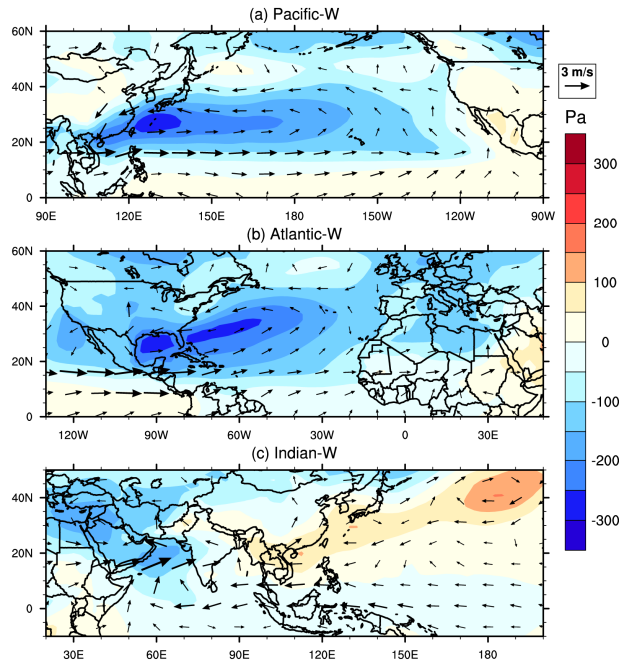 (a) Pacific-W
60N
40N
20N
0
90E 120E 150E 180 150W 120W 90W
3 m/s
Pa
300
200
100
0
-100
-200
-300
(b) Atlantic-W
60N
40N
20N
0
120W 90W 60W 30W 0 30E
(c) Indian-W
40N
20N
0
30E 60E 90E 120E 150E 180